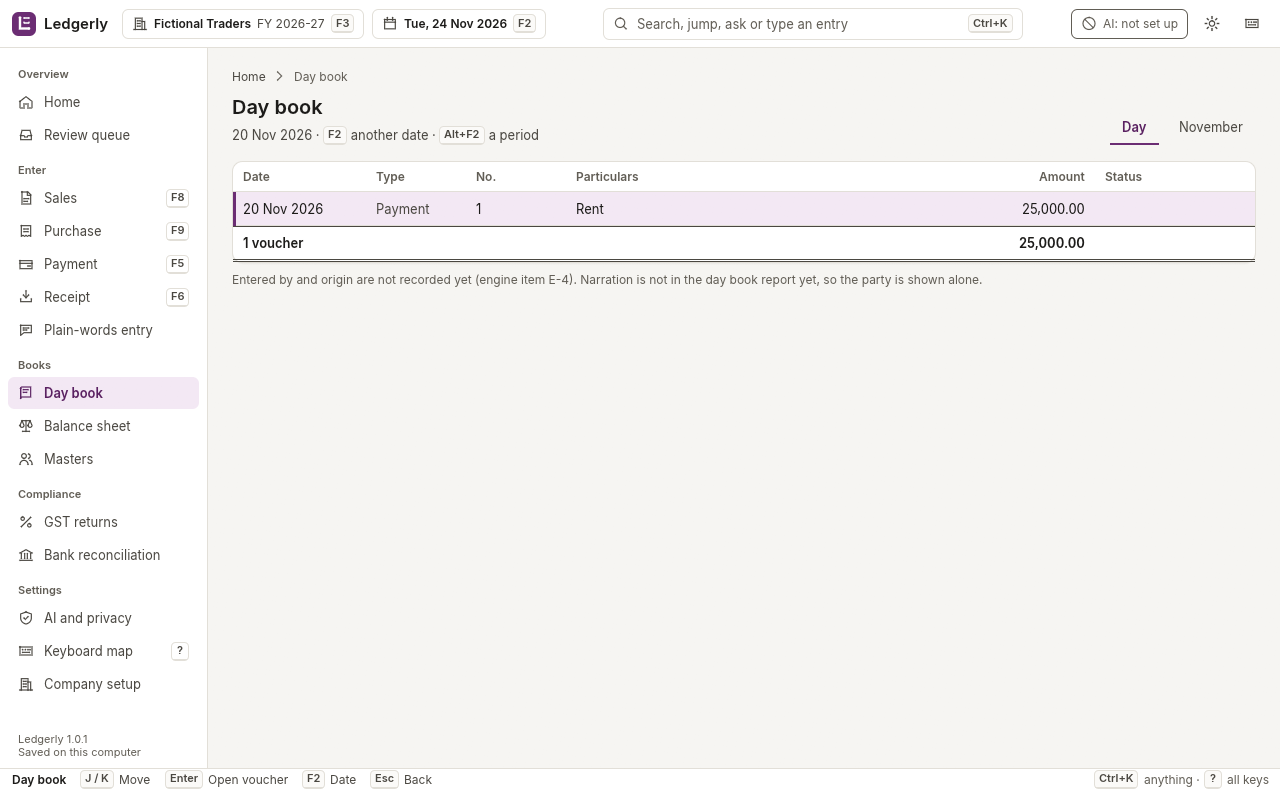 Ledgerly
Fictional Traders FY 2026-27 F3
Tue, 24 Nov 2026 F2
Search, jump, ask or type an entry Ctrl+K
AI: not set up
Overview
Home
Review queue
Enter
Sales F8
Purchase F9
Payment F5
Receipt F6
Plain-words entry
Books
Day book
Balance sheet
Masters
Compliance
GST returns
Bank reconciliation
Settings
AI and privacy
Keyboard map ?
Company setup
Ledgerly 1.0.1
Saved on this computer
Home > Day book
Day book
20 Nov 2026 · F2 another date · Alt+F2 a period
Day November
Date Type No. Particulars Amount Status
20 Nov 2026 Payment 1 Rent 25,000.00
1 voucher 25,000.00
Entered by and origin are not recorded yet (engine item E-4). Narration is not in the day book report yet, so the party is shown alone.
Day book J / K Move Enter Open voucher F2 Date Esc Back
Ctrl+K anything · ? all keys